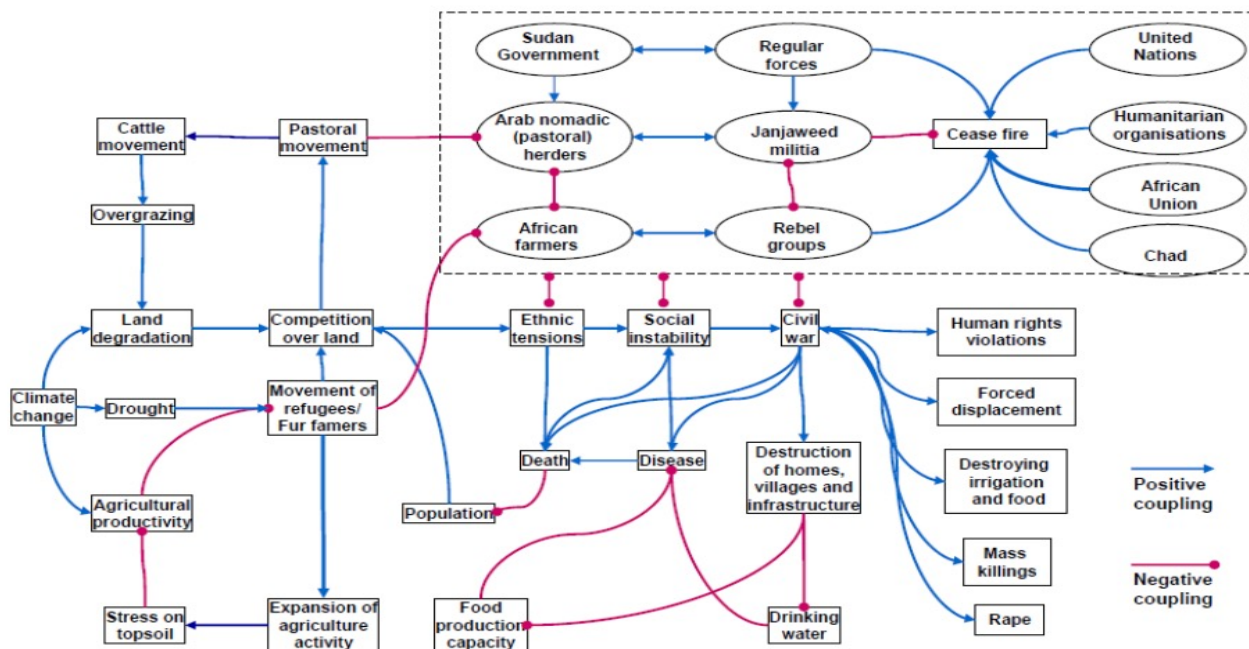 Sudan
Government
Regular
forces
United
Nations
Cattle
movement
Pastoral
movement
Arab nomadic
(pastoral)
herders
Janjaweed
militia
Cease fire
Humanitarian
organisations
Overgrazing
African
farmers
Rebel
groups
African
Union
Chad
Land
degradation
Competition
over land
Ethnic
tensions
Social
instability
Civil
war
Human rights
violations
Climate
change
Drought
Movement of
refugees/
Fur famers
Forced
displacement
Death
Disease
Destruction of
homes,
villages and
infrastructure
Destroying
irrigation
and food
Positive
coupling
Agricultural
productivity
Population
Mass
killings
Negative
coupling
Stress on
topsoil
Expansion of
agriculture
activity
Food
production
capacity
Drinking
water
Rape